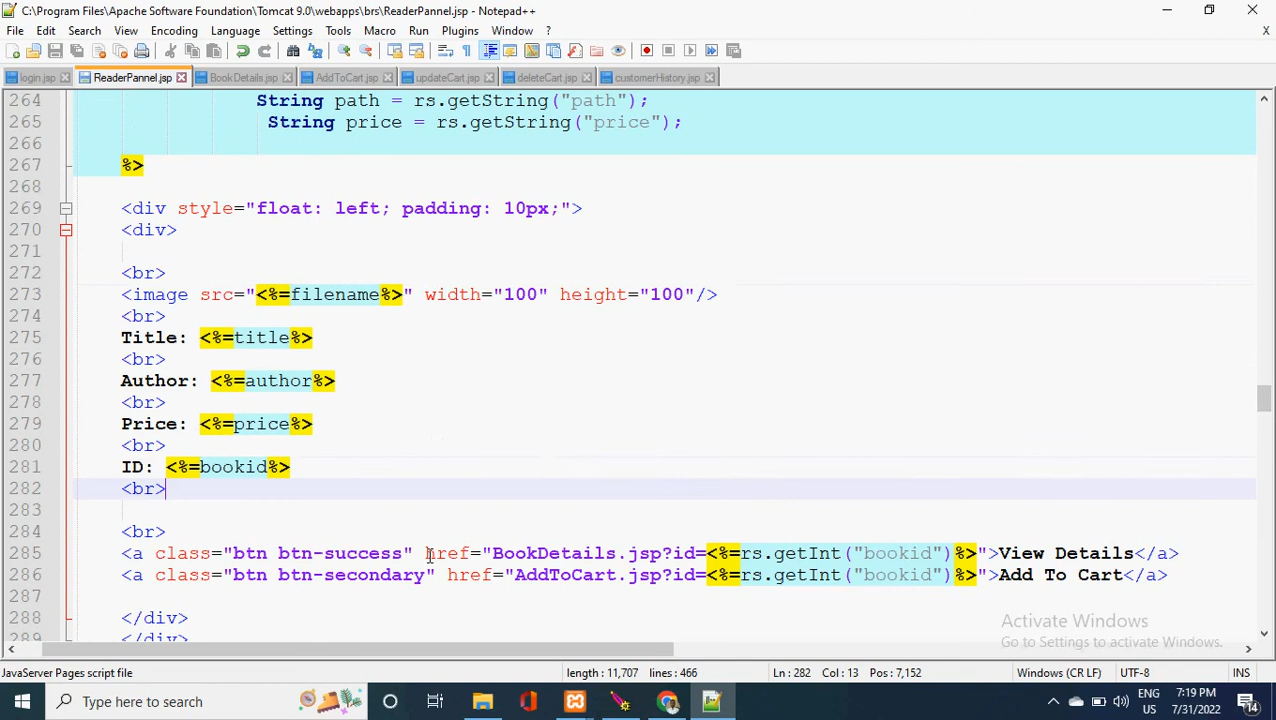 C:\Program Files\Apache Software Foundation\Tomcat 9.0\webapps\brs\ReaderPannel.jsp - Notepad++
File Edit Search View Encoding Language Settings Tools Macro Run Plugins Window ? X
login.jsp ReaderPannel.jsp BookDetails.jsp AddToCart.jsp updateCart.jsp deleteCart.jsp customerHistory.jsp
264 String path = rs.getString("path");
265 String price = rs.getString("price");
266
267 %>
268
269 <div style="float: left; padding: 10px;">
270 <div>
271
272 <br>
273 <image src="<%=filename%>" width="100" height="100"/>
274 <br>
275 Title: <%=title%>
276 <br>
277 Author: <%=author%>
278 <br>
279 Price: <%=price%>
280 <br>
281 ID: <%=bookid%>
282 <br>
283
284 <br>
285 <a class="btn btn-success" href="BookDetails.jsp?id=<%=rs.getInt("bookid")%>">View Details</a>
286 <a class="btn btn-secondary" href="AddToCart.jsp?id=<%=rs.getInt("bookid")%>">Add To Cart</a>
287
288 </div>
289 </div>
Activate Windows
Go to Settings to activate Windows.
JavaServer Pages script file length : 11,707 lines : 466 Ln : 282 Col : 13 Pos : 7,152 Windows (CR LF) UTF-8 INS
Type here to search ENG US 7:19 PM 7/31/2022 14